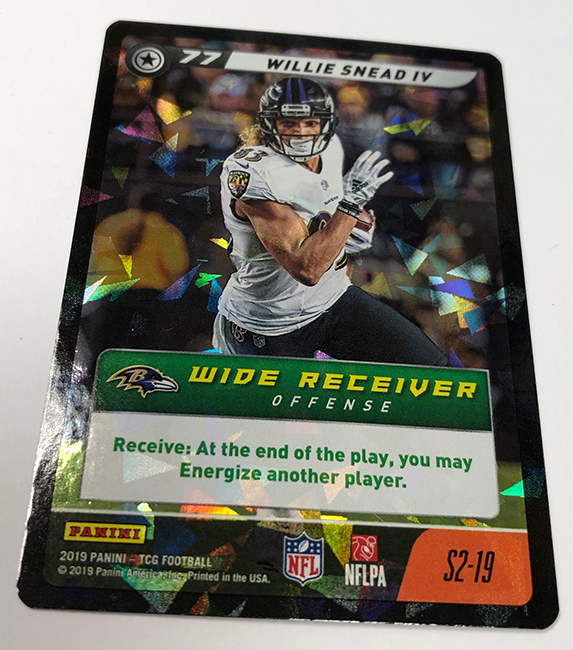 77 WILLIE SNEAD IV
83
WIDE RECEIVER
OFFENSE
Receive: At the end of the play, you may
Energize another player.
PANINI
2019 PANINI - TCG FOOTBALL
© 2019 Panini America, Inc. Printed in the USA.
NFL
NFLPA
S2-19